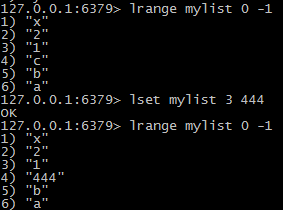 127.0.0.1:6379> lrange mylist 0 -1
1) "x"
2) "2"
3) "1"
4) "c"
5) "b"
6) "a"
127.0.0.1:6379> lset mylist 3 444
OK
127.0.0.1:6379> lrange mylist 0 -1
1) "x"
2) "2"
3) "1"
4) "444"
5) "b"
6) "a"